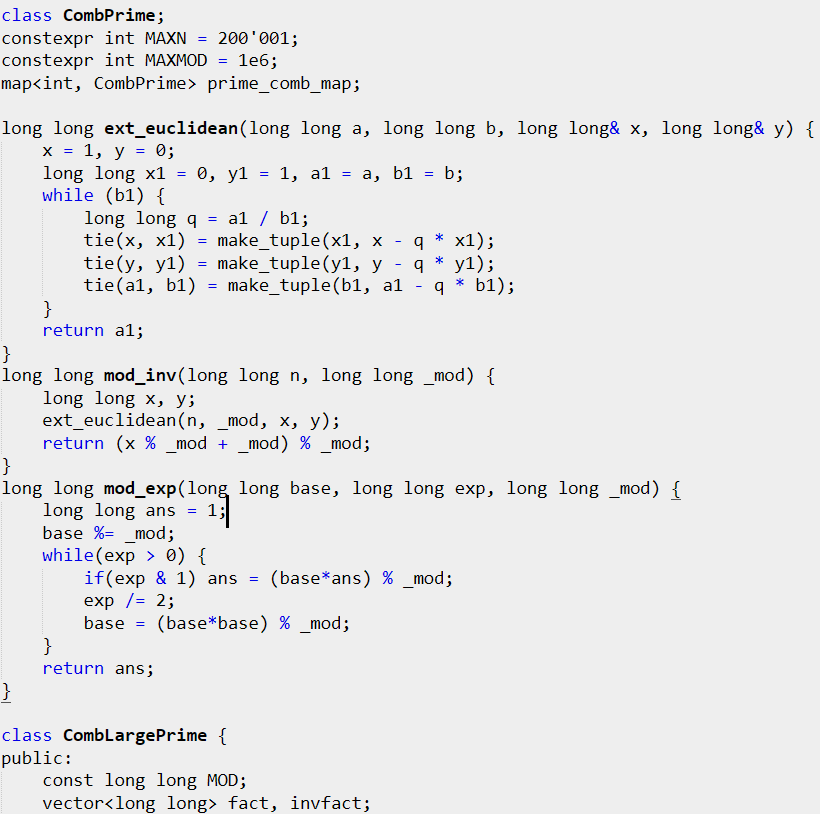 class CombPrime;
constexpr int MAXN = 200'001;
constexpr int MAXMOD = 1e6;
map<int, CombPrime> prime_comb_map;

long long ext_euclidean(long long a, long long b, long long& x, long long& y) {
    x = 1, y = 0;
    long long x1 = 0, y1 = 1, a1 = a, b1 = b;
    while (b1) {
        long long q = a1 / b1;
        tie(x, x1) = make_tuple(x1, x - q * x1);
        tie(y, y1) = make_tuple(y1, y - q * y1);
        tie(a1, b1) = make_tuple(b1, a1 - q * b1);
    }
    return a1;
}
long long mod_inv(long long n, long long _mod) {
    long long x, y;
    ext_euclidean(n, _mod, x, y);
    return (x % _mod + _mod) % _mod;
}
long long mod_exp(long long base, long long exp, long long _mod) {
    long long ans = 1;
    base %= _mod;
    while(exp > 0) {
        if(exp & 1) ans = (base*ans) % _mod;
        exp /= 2;
        base = (base*base) % _mod;
    }
    return ans;
}

class CombLargePrime {
public:
    const long long MOD;
    vector<long long> fact, invfact;